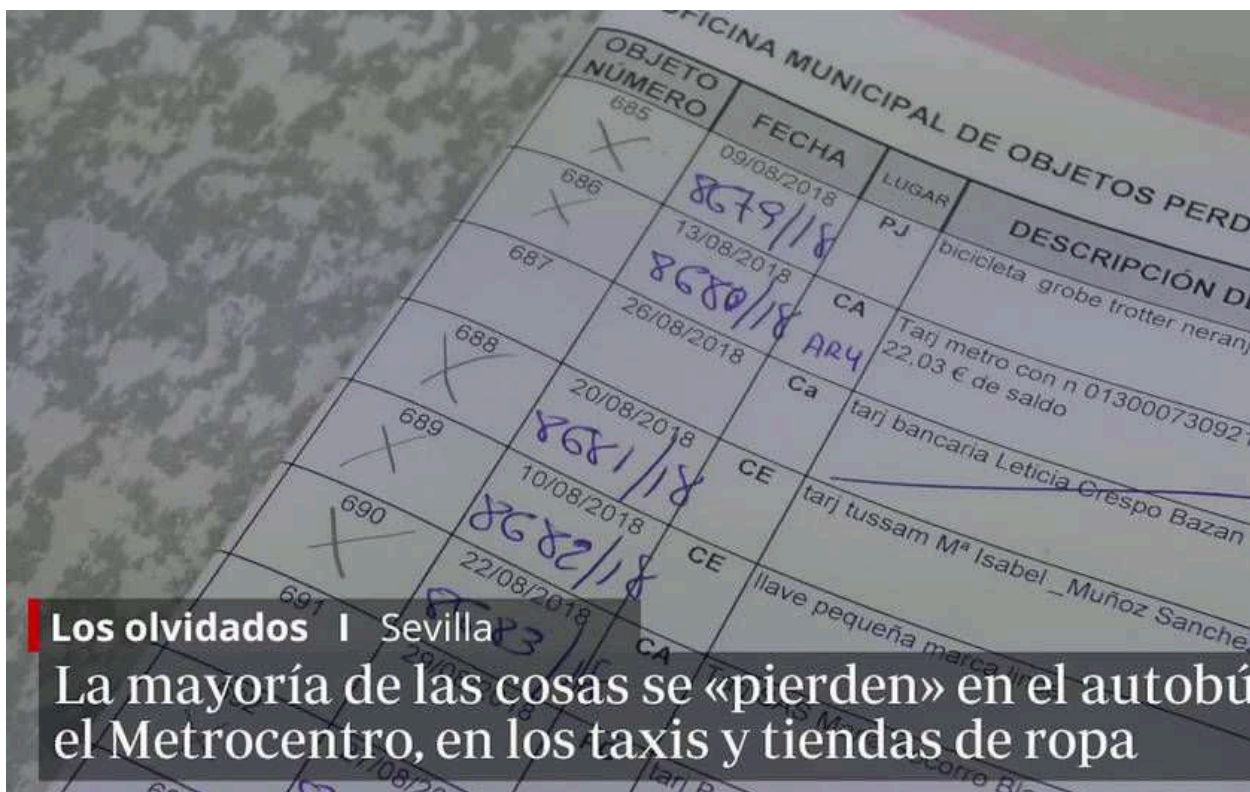 OFICINA MUNICIPAL DE OBJETOS PERD
OBJETO NÚMERO FECHA LUGAR DESCRIPCIÓN D
685 09/08/2018 PJ bicicleta grobe trotter neranj
8679/18
686 13/08/2018 CA Tarj metro con n 01300073092
8680/18 ARY 22,03 € de saldo
687 26/08/2018 Ca tarj bancaria Leticia Crespo Bazan
688 20/08/2018 CE tarj tussam Mª Isabel _Muñoz Sanche
8681/18
689 10/08/2018 CE llave pequeña marca
8682/18
690 22/08/2018 CA
691
Los olvidados I Sevilla
La mayoría de las cosas se «pierden» en el autobú
el Metrocentro, en los taxis y tiendas de ropa
tarj